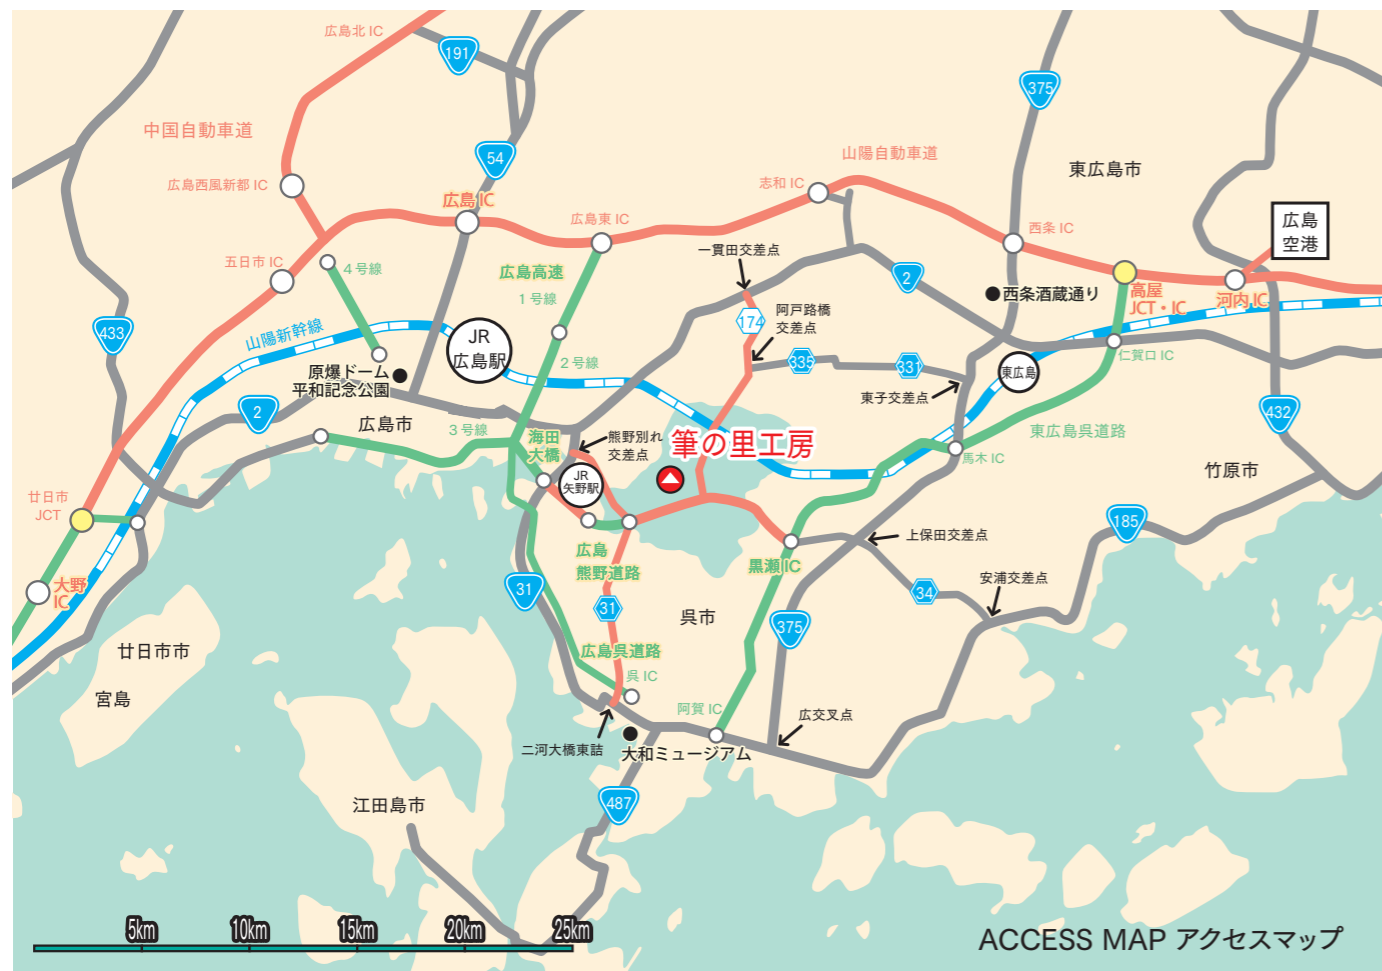 広島北 IC
191
375
中国自動車道
54
山陽自動車道
東広島市
広島西風新都 IC
志和 IC
広島 IC
広島東 IC
西条 IC
広島
空港
一貫田交差点
五日市 IC
4号線
広島高速
1号線
2
西条酒蔵通り
高屋
JCT・IC
河内 IC
433
山陽新幹線
JR
広島駅
174
阿戸路橋
交差点
2号線
335
331
仁賀口 IC
原爆ドーム
平和記念公園
東広島
東子交差点
2
広島市
3号線
海田
大橋
熊野別れ
交差点
筆の里工房
432
東広島呉道路
馬木 IC
竹原市
JR
矢野駅
廿日市
JCT
185
上保田交差点
広島
熊野道路
黒瀬 IC
大野
IC
31
31
34
安浦交差点
呉市
375
廿日市市
広島呉道路
呉 IC
宮島
阿賀 IC
広交叉点
二河大橋東詰
大和ミュージアム
江田島市
487
5km
10km
15km
20km
25km
ACCESS MAP アクセスマップ